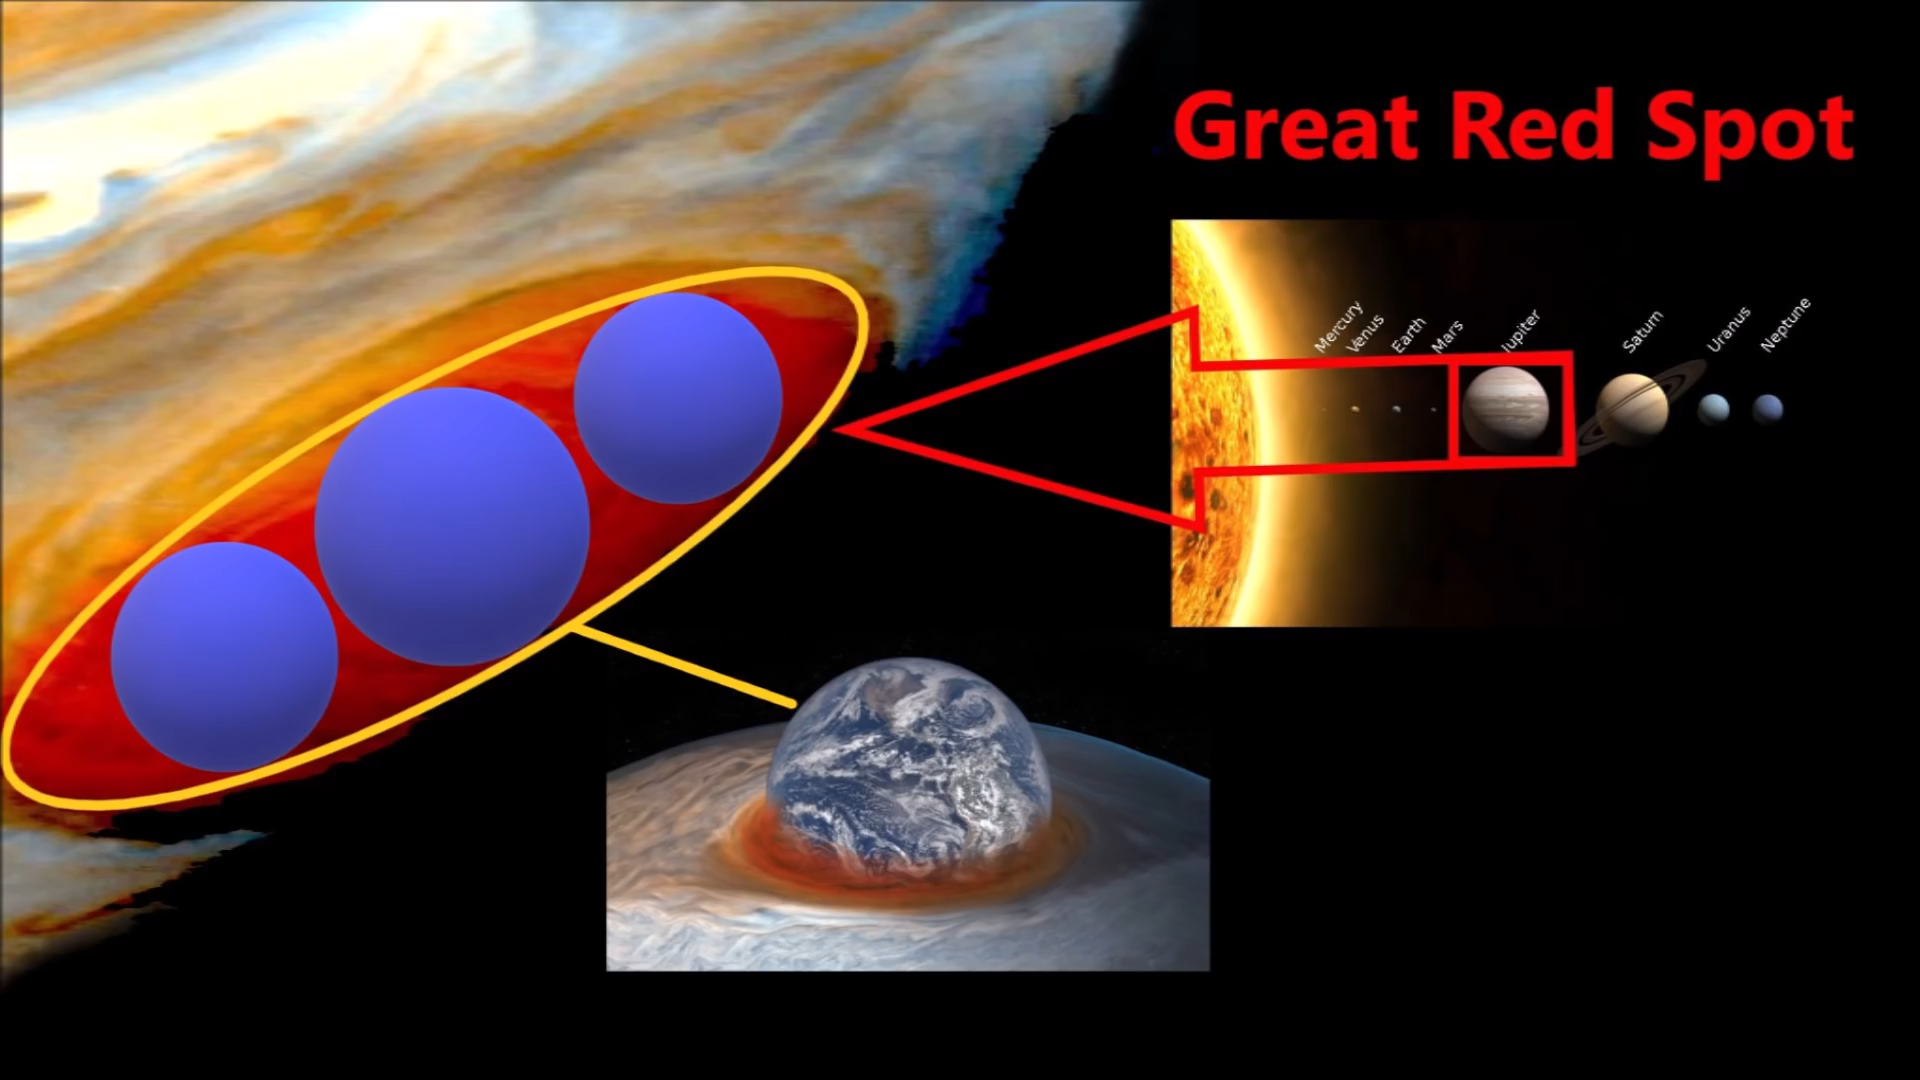 Great Red Spot
Mercury
Venus
Earth
Mars
Jupiter
Saturn
Uranus
Neptune